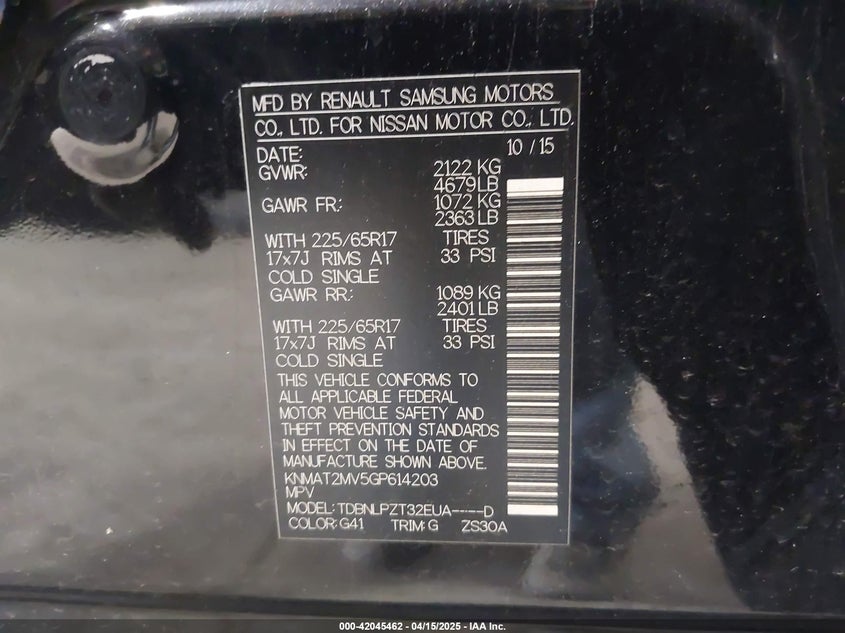 MFD BY RENAULT SAMSUNG MOTORS
CO., LTD. FOR NISSAN MOTOR CO., LTD.
DATE: 10 / 15
GVWR: 2122 KG
4679 LB
GAWR FR.: 1072 KG
2363 LB
WITH 225/65R17 TIRES
17x7J RIMS AT 33 PSI
COLD SINGLE
GAWR RR.: 1089 KG
2401 LB
WITH 225/65R17 TIRES
17x7J RIMS AT 33 PSI
COLD SINGLE
THIS VEHICLE CONFORMS TO
ALL APPLICABLE FEDERAL
MOTOR VEHICLE SAFETY AND
THEFT PREVENTION STANDARDS
IN EFFECT ON THE DATE OF
MANUFACTURE SHOWN ABOVE.
KNMAT2MV5GP614203
MPV
MODEL: TDBNLPZT32EUA----D
COLOR: G41 TRIM: G ZS30A
000-42045462 - 04/15/2025 - IAA Inc.